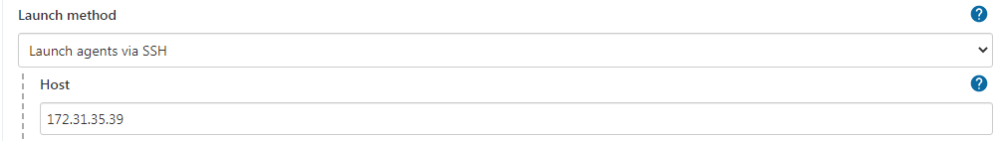 Launch method
?
Launch agents via SSH
Host
?
172.31.35.39